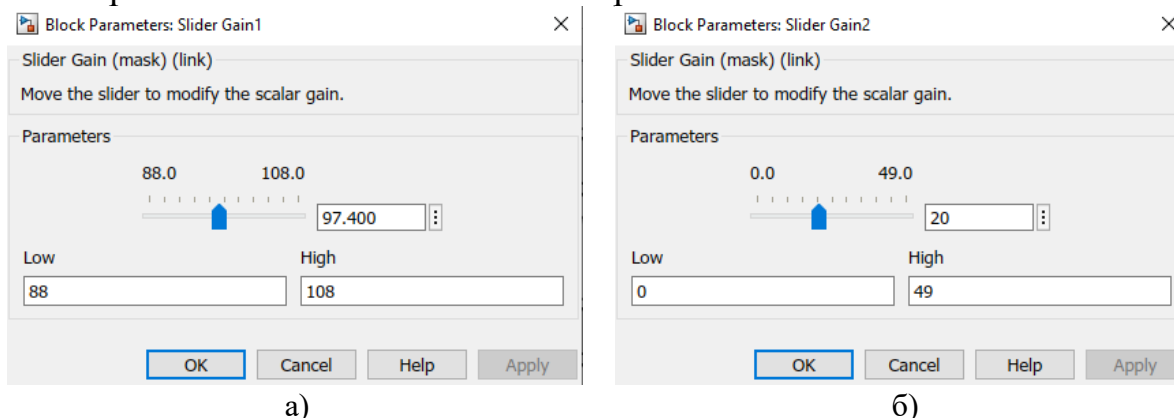 Block Parameters: Slider Gain1
Slider Gain (mask) (link)
Move the slider to modify the scalar gain.
Parameters
88.0 108.0
97.400
Low High
88 108
OK Cancel Help Apply
а)
Block Parameters: Slider Gain2
Slider Gain (mask) (link)
Move the slider to modify the scalar gain.
Parameters
0.0 49.0
20
Low High
0 49
OK Cancel Help Apply
б)